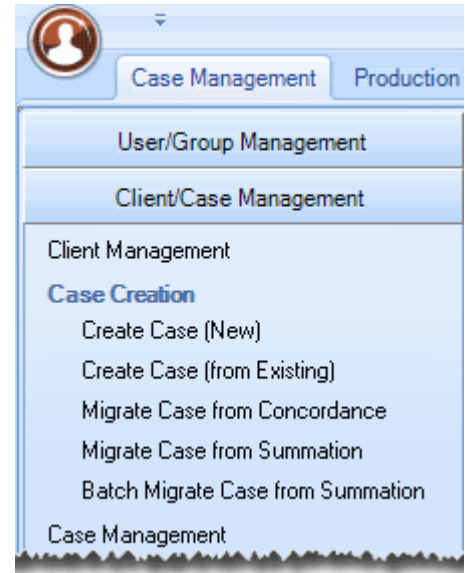 Case Management Production
User/Group Management
Client/Case Management
Client Management
Case Creation
Create Case (New)
Create Case (from Existing)
Migrate Case from Concordance
Migrate Case from Summation
Batch Migrate Case from Summation
Case Management